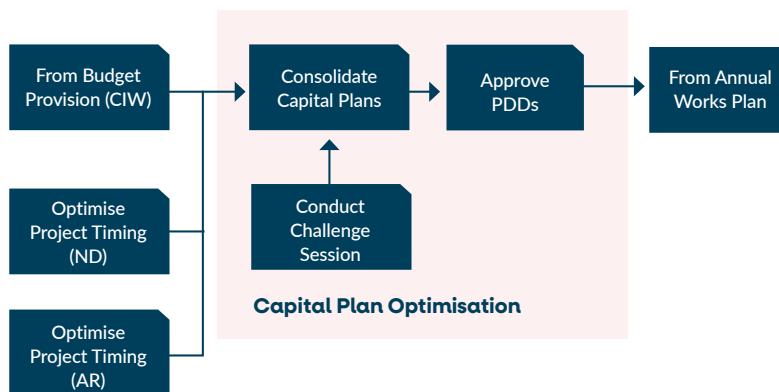 From Budget
Provision (CIW)
Consolidate
Capital Plans
Approve
PDDs
From Annual
Works Plan
Optimise
Project Timing
(ND)
Conduct
Challenge
Session
Capital Plan Optimisation
Optimise
Project Timing
(AR)